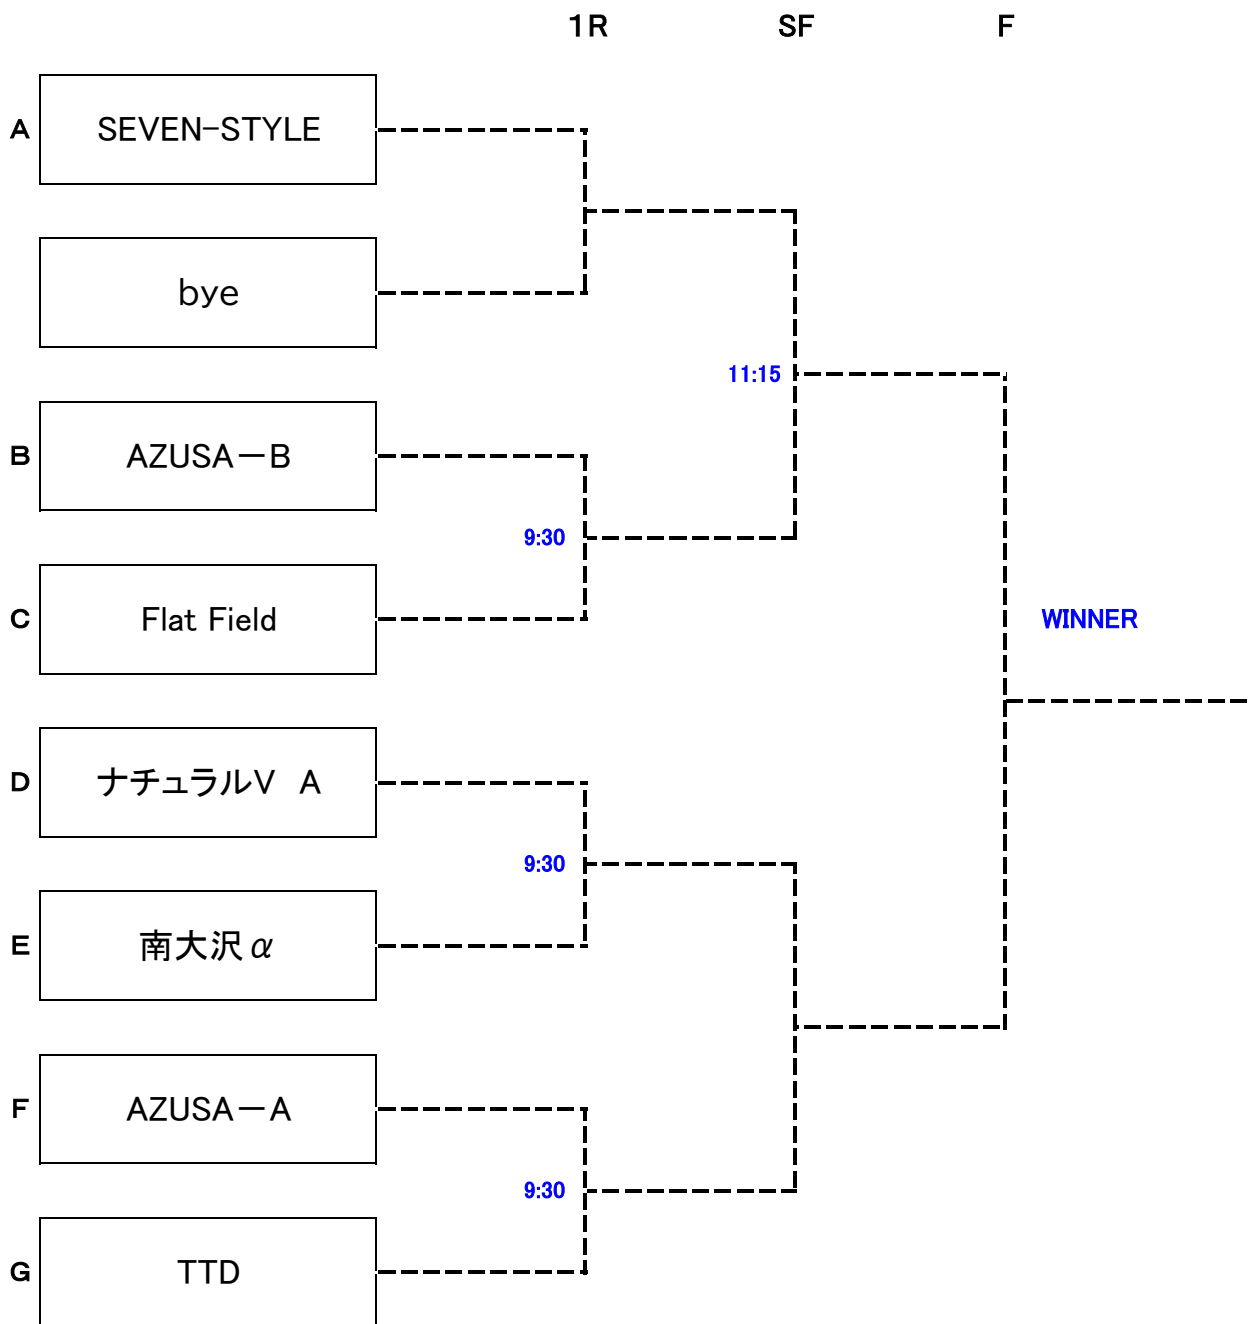 1R SF F
A SEVEN-STYLE
bye
11:15
B AZUSA－B
9:30
C Flat Field
WINNER
D ナチュラルV　A
9:30
E 南大沢α
F AZUSA－A
9:30
G TTD